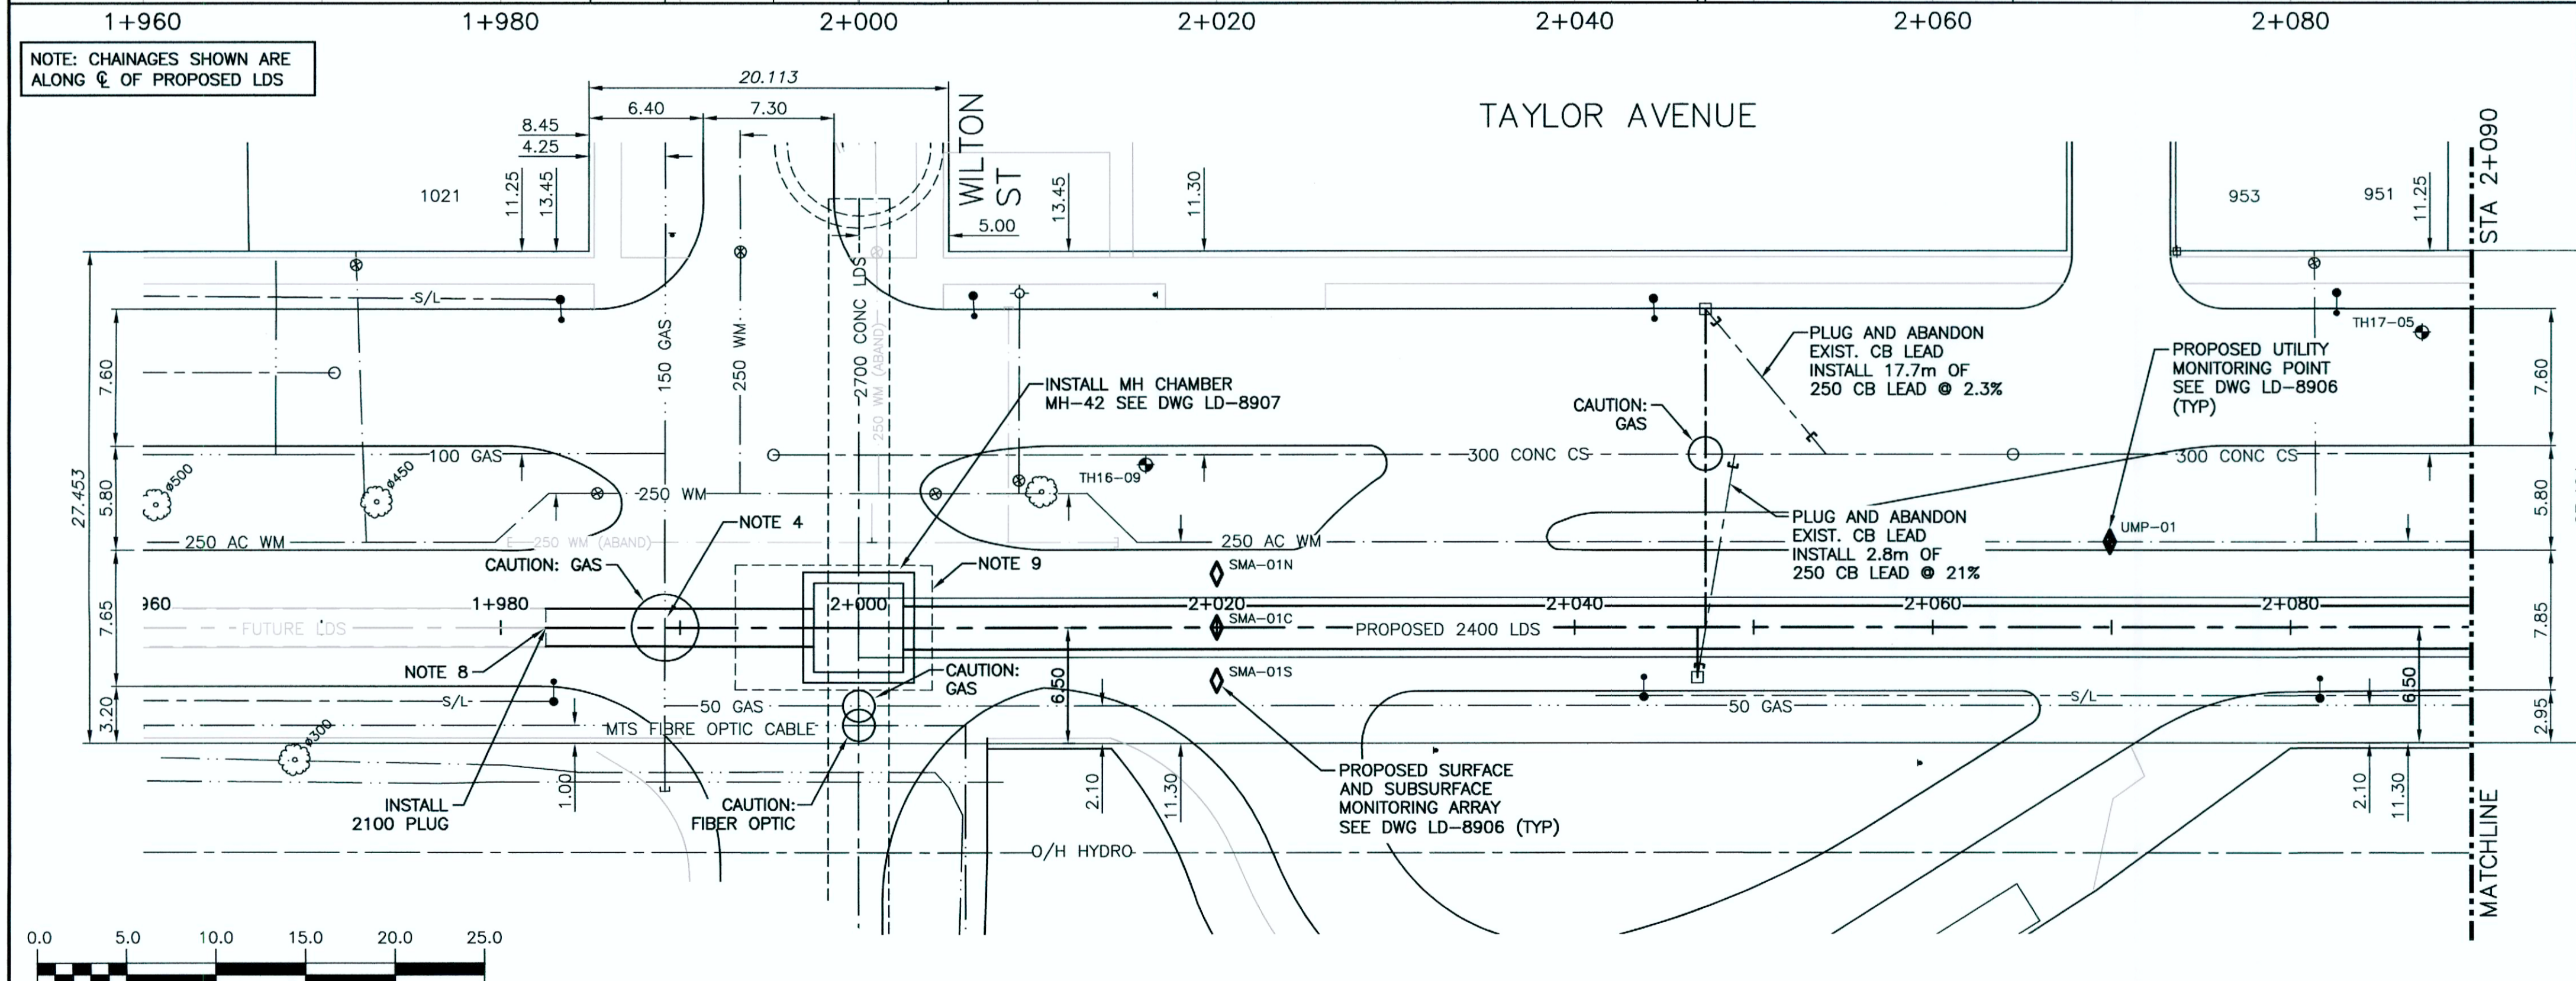 1+960 1+980 2+000 2+020 2+040 2+060 2+080
NOTE: CHAINAGES SHOWN ARE
ALONG ℄ OF PROPOSED LDS
20.113
6.40 7.30
8.45
4.25
11.25
13.45
1021
WILTON
ST
5.00
13.45
11.30
TAYLOR AVENUE
953
951
11.25
STA 2+090
S/L
150 GAS
250 WM
2700 CONC LDS
250 WM (ABAND)
TH17-05
7.60
INSTALL MH CHAMBER
MH-42 SEE DWG LD-8907
CAUTION:
GAS
PLUG AND ABANDON
EXIST. CB LEAD
INSTALL 17.7m OF
250 CB LEAD @ 2.3%
PROPOSED UTILITY
MONITORING POINT
SEE DWG LD-8906
(TYP)
7.60
27.453
5.80
100 GAS
ø500
ø450
250 WM
TH16-09
300 CONC CS
300 CONC CS
5.80
NOTE 4
250 AC WM
250 WM (ABAND)
250 AC WM
PLUG AND ABANDON
EXIST. CB LEAD
INSTALL 2.8m OF
250 CB LEAD @ 21%
UMP-01
CAUTION: GAS
NOTE 9
SMA-01N
7.65
960 1+980 2+000 2+020 2+040 2+060 2+080
FUTURE LDS
SMA-01C
PROPOSED 2400 LDS
7.85
NOTE 8
CAUTION:
GAS
SMA-01S
6.50
6.50
3.20
S/L
50 GAS
50 GAS
S/L
2.95
MTS FIBRE OPTIC CABLE
ø300
1.00
2.10
11.30
2.10
11.30
INSTALL
2100 PLUG
CAUTION:
FIBER OPTIC
PROPOSED SURFACE
AND SUBSURFACE
MONITORING ARRAY
SEE DWG LD-8906 (TYP)
MATCHLINE
O/H HYDRO
0.0 5.0 10.0 15.0 20.0 25.0